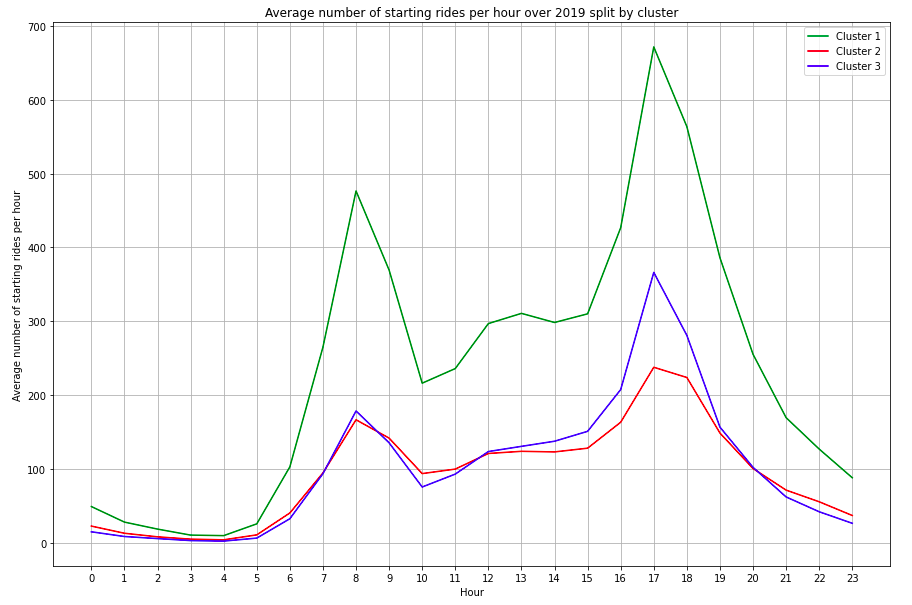 Average number of starting rides per hour over 2019 split by cluster
Average number of starting rides per hour
700
600
500
400
300
200
100
0
Cluster 1
Cluster 2
Cluster 3
0 1 2 3 4 5 6 7 8 9 10 11 12 13 14 15 16 17 18 19 20 21 22 23
Hour